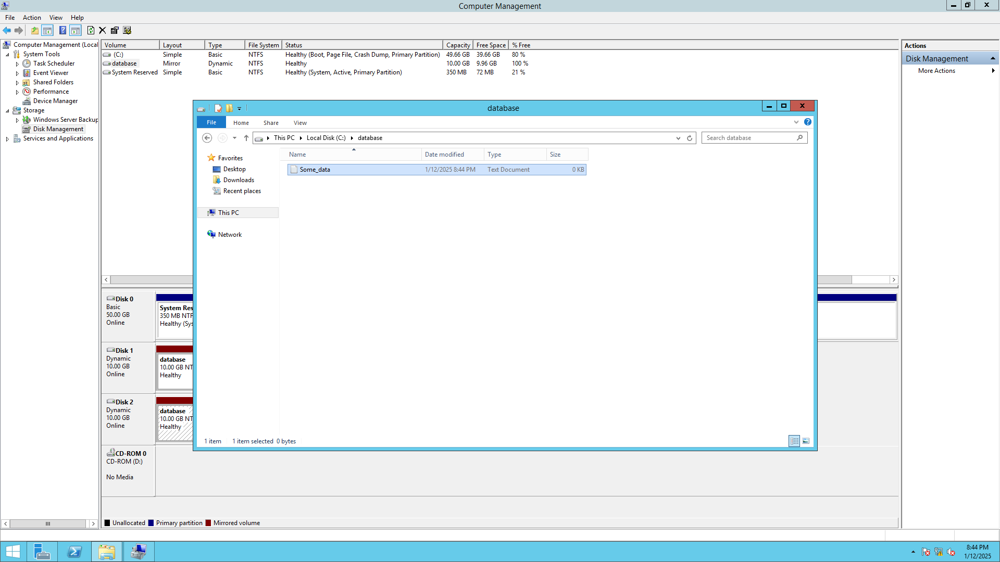 Computer Management
File Action View Help
Computer Management (Local
System Tools
Task Scheduler
Event Viewer
Shared Folders
Performance
Device Manager
Storage
Windows Server Backup
Disk Management
Services and Applications
Volume Layout Type File System Status Capacity Free Space % Free
(C:) Simple Basic NTFS Healthy (Boot, Page File, Crash Dump, Primary Partition) 49.66 GB 39.66 GB 80 %
database Mirror Dynamic NTFS Healthy 10.00 GB 9.96 GB 100 %
System Reserved Simple Basic NTFS Healthy (System, Active, Primary Partition) 350 MB 72 MB 21 %
Actions
Disk Management
More Actions
database
File Home Share View
This PC Local Disk (C:) database
Search database
Favorites
Desktop
Downloads
Recent places
This PC
Network
Name Date modified Type Size
Some_data 1/12/2025 8:44 PM Text Document 0 KB
1 item 1 item selected 0 bytes
Disk 0
Basic
50.00 GB
Online
System Res
350 MB NTF
Healthy (Sys
Disk 1
Dynamic
10.00 GB
Online
database
10.00 GB NT
Healthy
Disk 2
Dynamic
10.00 GB
Online
database
10.00 GB NT
Healthy
CD-ROM 0
CD-ROM (D:)
No Media
Unallocated Primary partition Mirrored volume
8:44 PM
1/12/2025